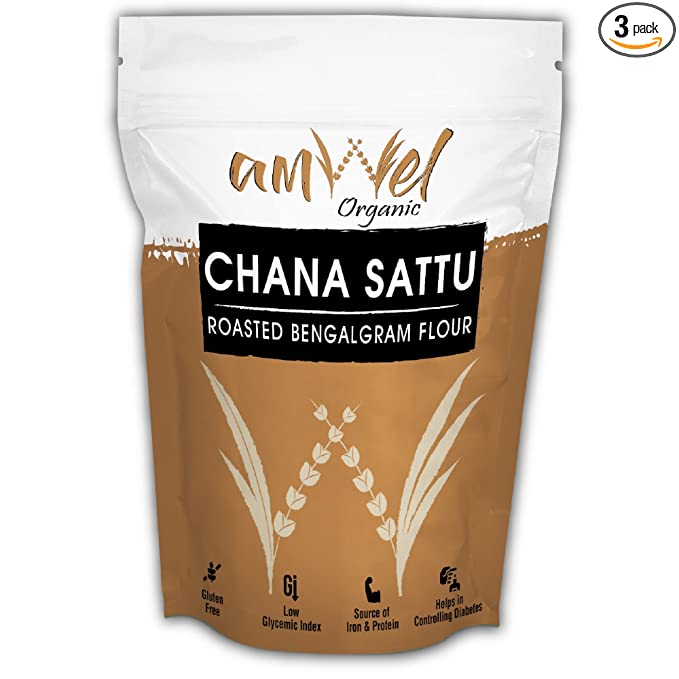 3 pack
amwel
Organic
CHANA SATTU
ROASTED BENGALGRAM FLOUR
Gluten
Free
Gi
Low
Glycemic Index
Source of
Iron & Protein
Helps in
Controlling Diabetes